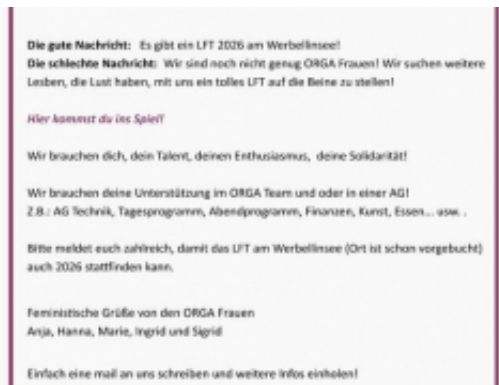 Die gute Nachricht: Es gibt ein LFT 2026 am Werbellinsee!
Die schlechte Nachricht: Wir sind noch nicht genug ORGA Frauen! Wir suchen weitere
Lesben, die Lust haben, mit uns ein tolles LFT auf die Beine zu stellen!
Hier kommst du ins Spiel!
Wir brauchen dich, dein Talent, deinen Enthusiasmus, deine Solidarität!
Wir brauchen deine Unterstützung im ORGA Team und oder in einer AG!
Z.B.: AG Technik, Tagesprogramm, Abendprogramm, Finanzen, Kunst, Essen... usw. .
Bitte meldet euch zahlreich, damit das LFT am Werbellinsee (Ort ist schon vorgebucht)
auch 2026 stattfinden kann.
Feministische Grüße von den ORGA Frauen
Anja, Hanna, Marie, Ingrid und Sigrid
Einfach eine mail an uns schreiben und weitere Infos einholen!